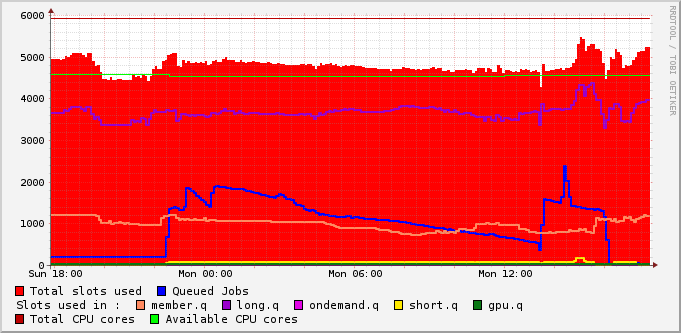 RRDTOOL / TOBI OETIKER
6000
5000
4000
3000
2000
1000
0
Sun 18:00 Mon 00:00 Mon 06:00 Mon 12:00
Total slots used Queued Jobs
Slots used in : member.q long.q ondemand.q short.q gpu.q
Total CPU cores Available CPU cores